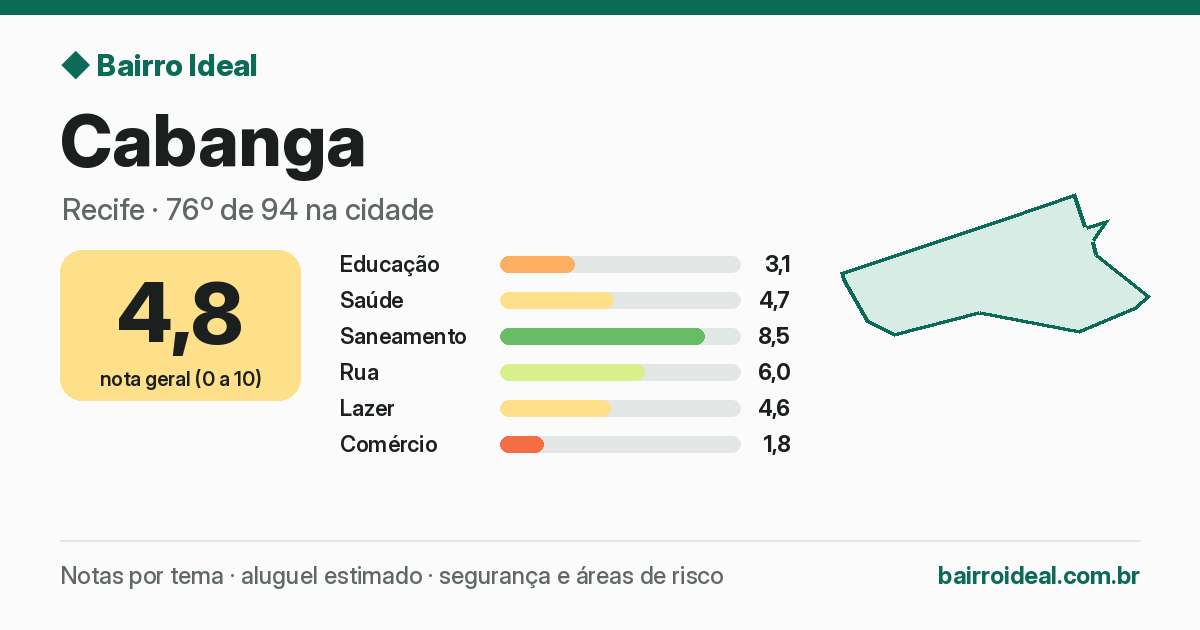 Bairro Ideal
Cabanga
Recife · 76º de 94 na cidade
4,8
nota geral (0 a 10)
Educação 3,1
Saúde 4,7
Saneamento 8,5
Rua 6,0
Lazer 4,6
Comércio 1,8
Notas por tema · aluguel estimado · segurança e áreas de risco
bairroideal.com.br